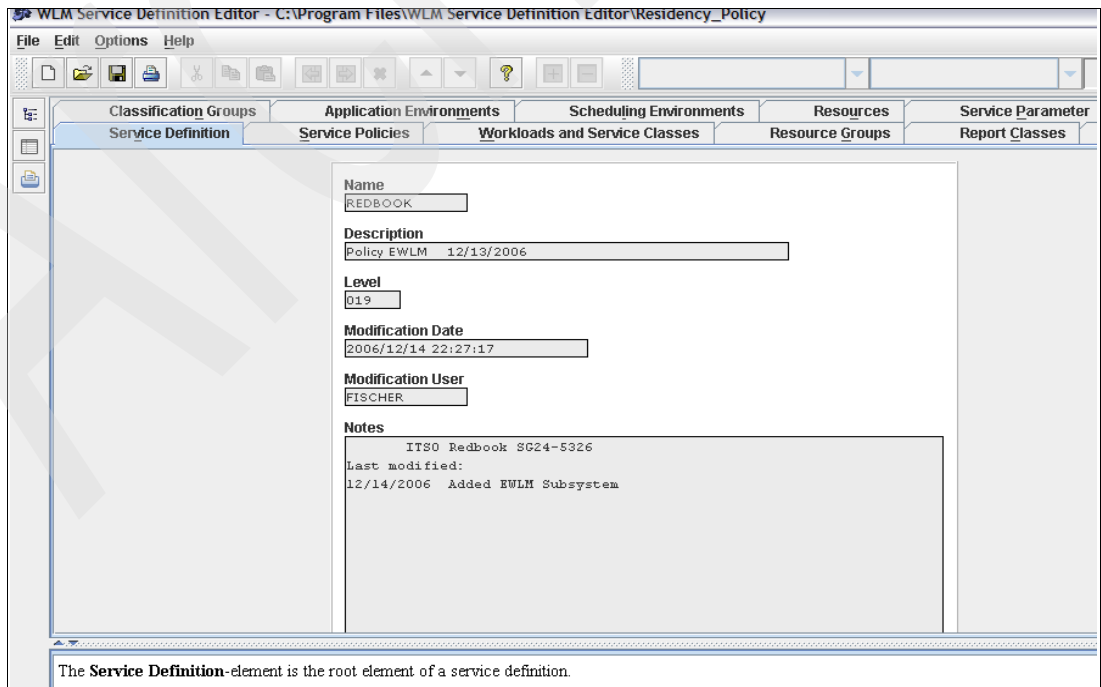 WLM Service Definition Editor - C:\Program Files\WLM Service Definition Editor\Residency_Policy
File Edit Options Help
Classification Groups Application Environments Scheduling Environments Resources Service Parameter
Service Definition Service Policies Workloads and Service Classes Resource Groups Report Classes
Name
REDBOOK
Description
Policy EWLM 12/13/2006
Level
019
Modification Date
2006/12/14 22:27:17
Modification User
FISCHER
Notes
ITSO Redbook SG24-5326
Last modified:
12/14/2006 Added EWLM Subsystem
The Service Definition-element is the root element of a service definition.